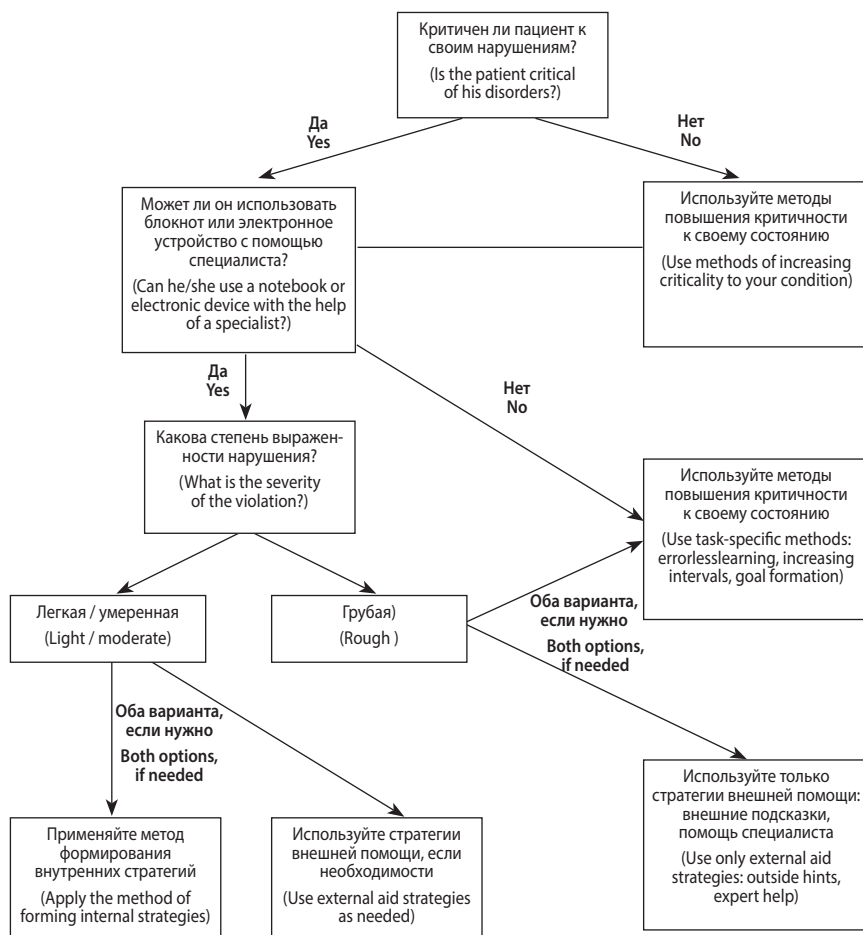 Критичен ли пациент к
своим нарушениям?
(Is the patient critical
of his disorders?)
Да
Yes
Нет
No
Может ли он использовать
блокнот или электронное
устройство с помощью
специалиста?
(Can he/she use a notebook or
electronic device with the help
of a specialist?)
Используйте методы
повышения критичности
к своему состоянию
(Use methods of increasing
criticality to your condition)
Да
Yes
Нет
No
Какова степень выражен-
ности нарушения?
(What is the severity
of the violation?)
Используйте методы
повышения критичности
к своему состоянию
(Use task-specific methods:
errorlesslearning, increasing
intervals, goal formation)
Легкая / умеренная
(Light / moderate)
Грубая)
(Rough )
Оба варианта,
если нужно
Both options,
if needed
Оба варианта,
если нужно
Both options,
if needed
Применяйте метод
формирования
внутренних стратегий
(Apply the method of
forming internal strategies)
Используйте стратегии
внешней помощи, если
необходимости
(Use external aid strategies
as needed)
Используйте только
стратегии внешней помощи:
внешние подсказки,
помощь специалиста
(Use only external aid
strategies: outside hints,
expert help)